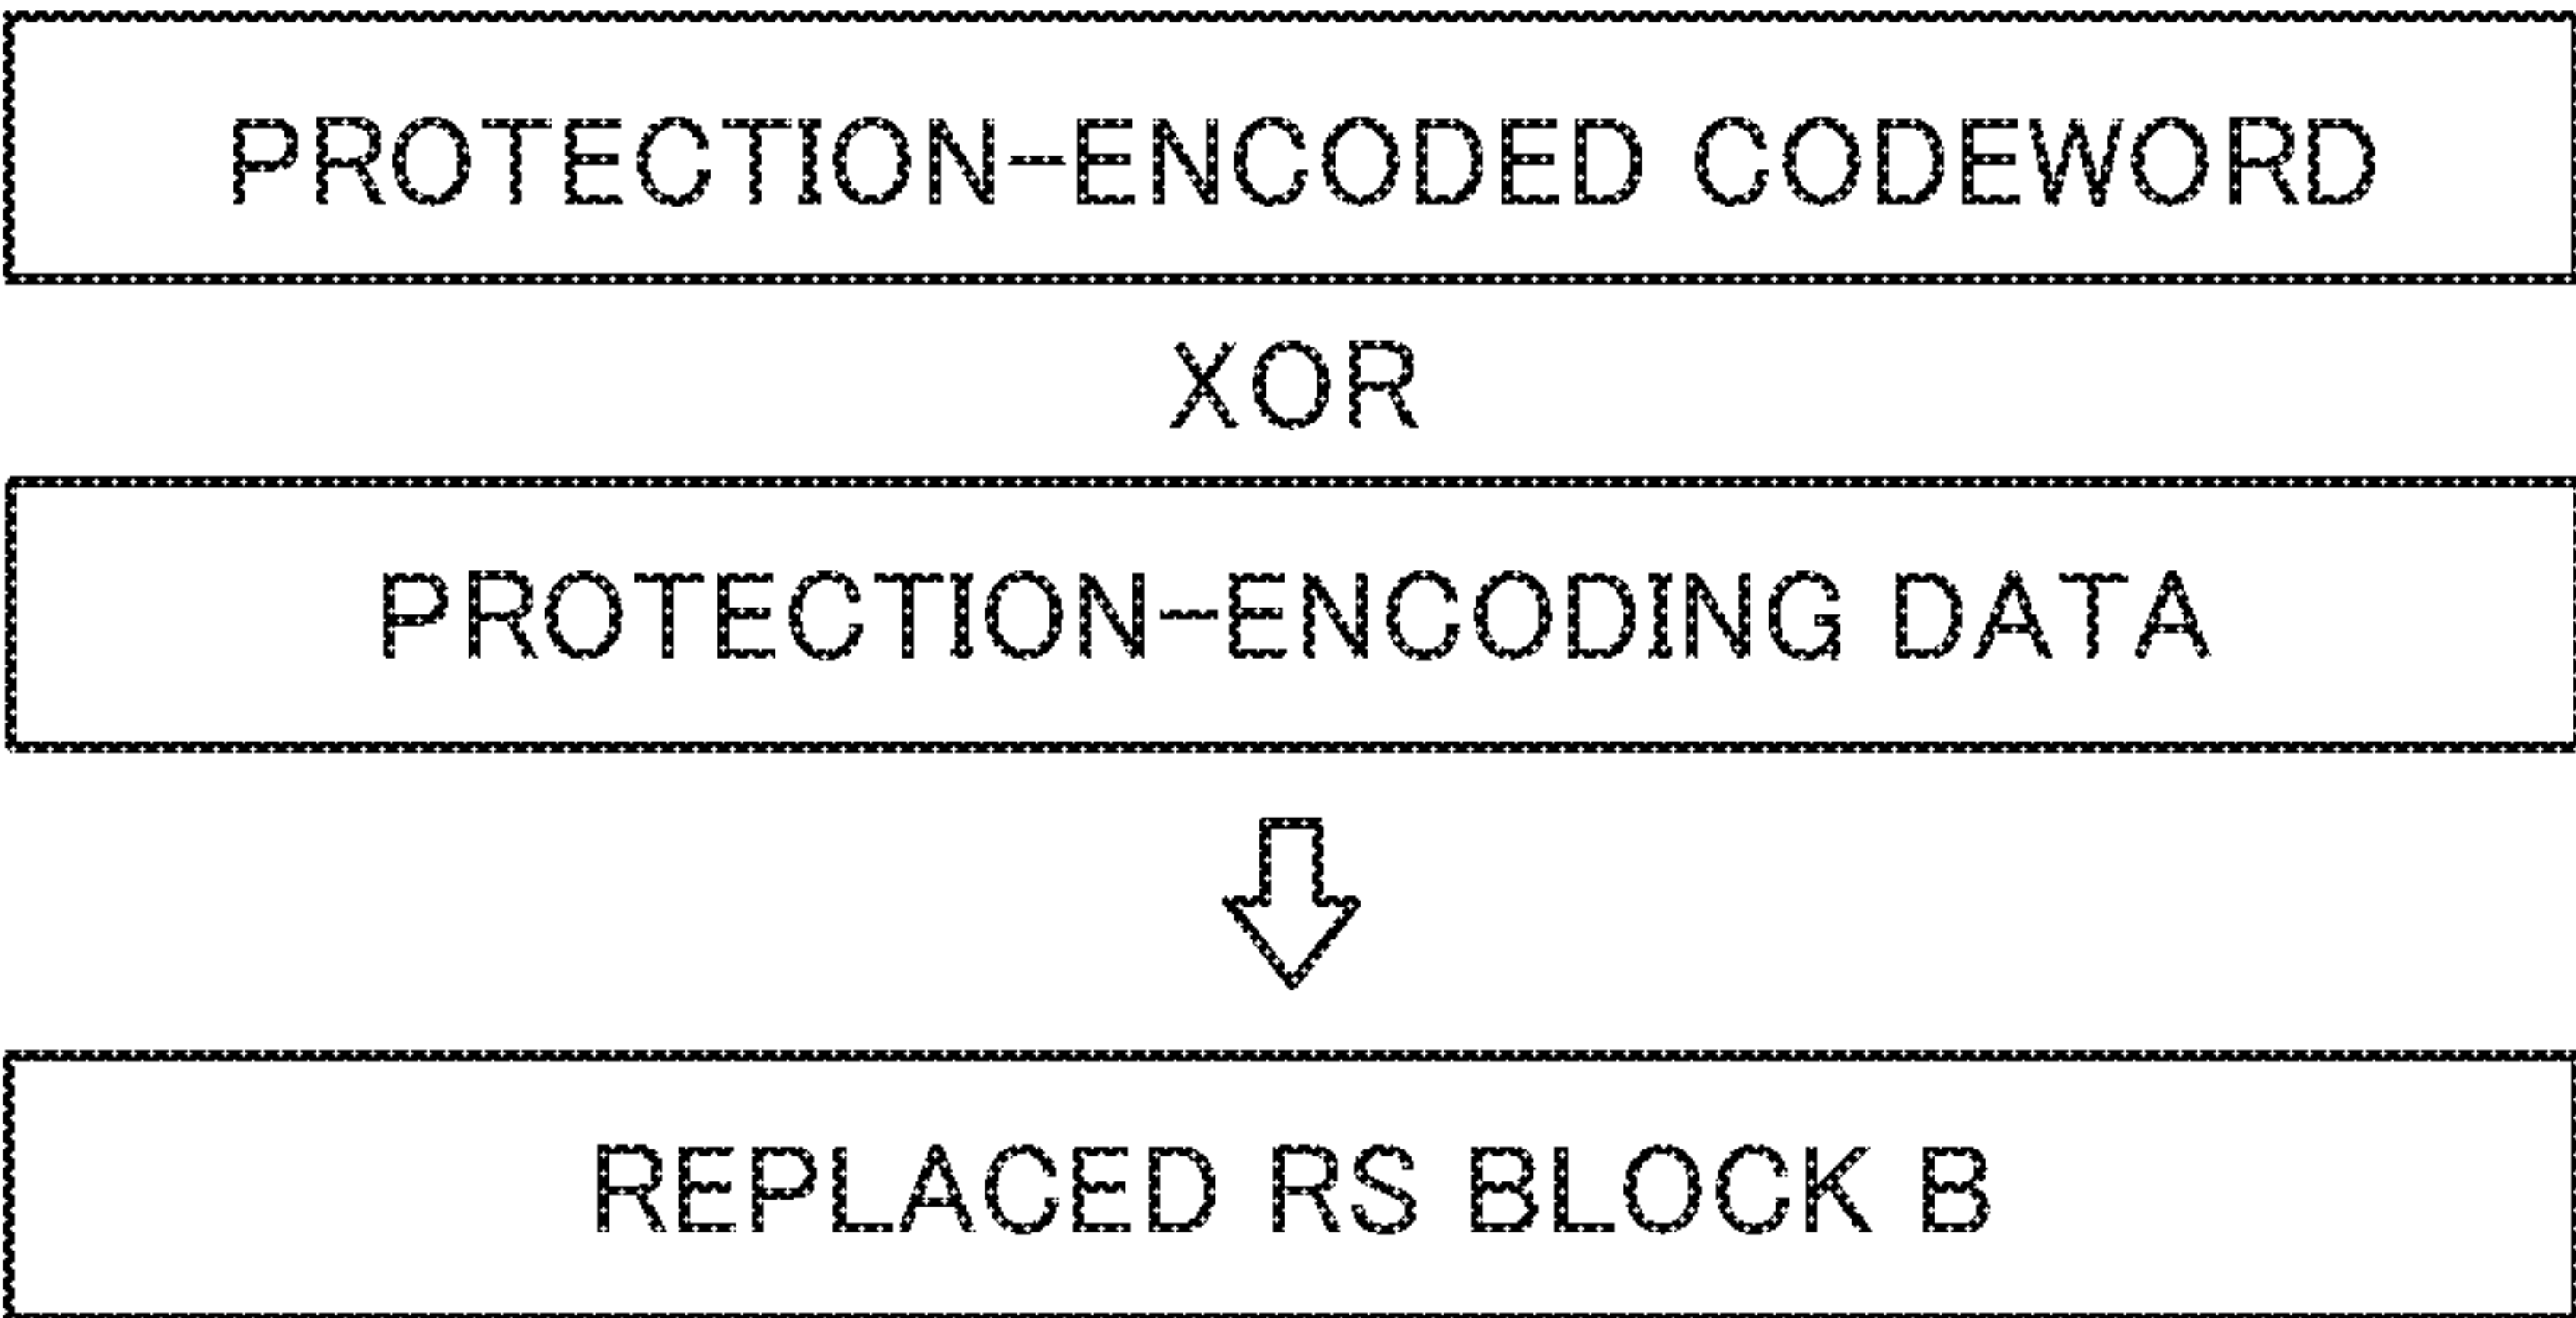 PROTECTION-ENCODED CODEWORD
XOR
PROTECTION-ENCODING DATA
REPLACED RS BLOCK B